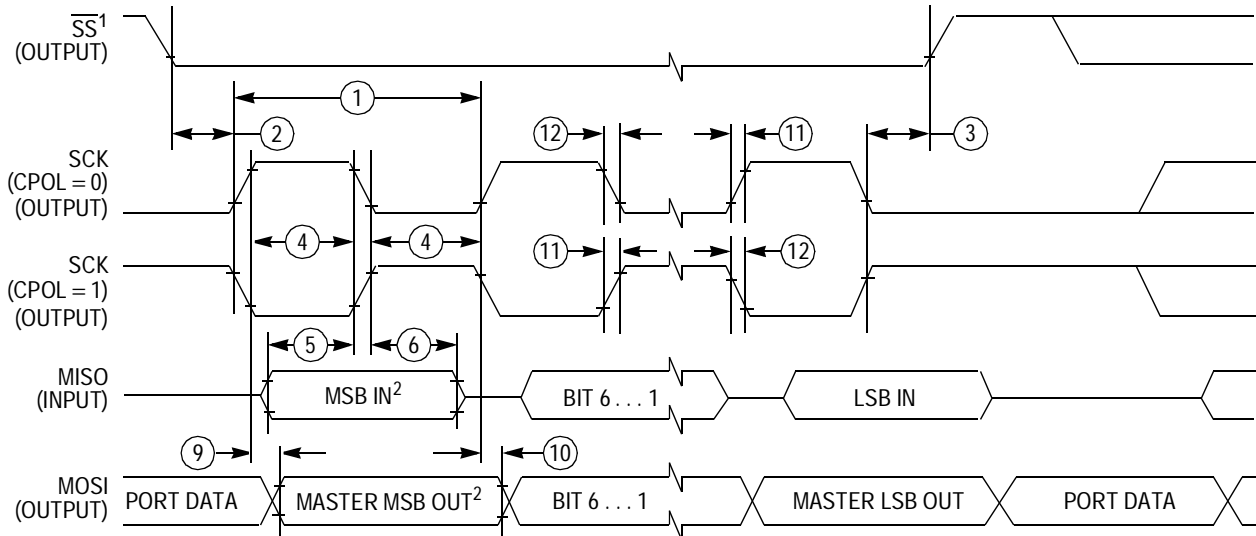 SS¹
(OUTPUT)
1
2
12
11
3
SCK
(CPOL = 0)
(OUTPUT)
4
4
11
12
SCK
(CPOL = 1)
(OUTPUT)
5
6
MISO
(INPUT)
MSB IN²
BIT 6 . . . 1
LSB IN
9
10
MOSI
(OUTPUT)
PORT DATA
MASTER MSB OUT²
BIT 6 . . . 1
MASTER LSB OUT
PORT DATA